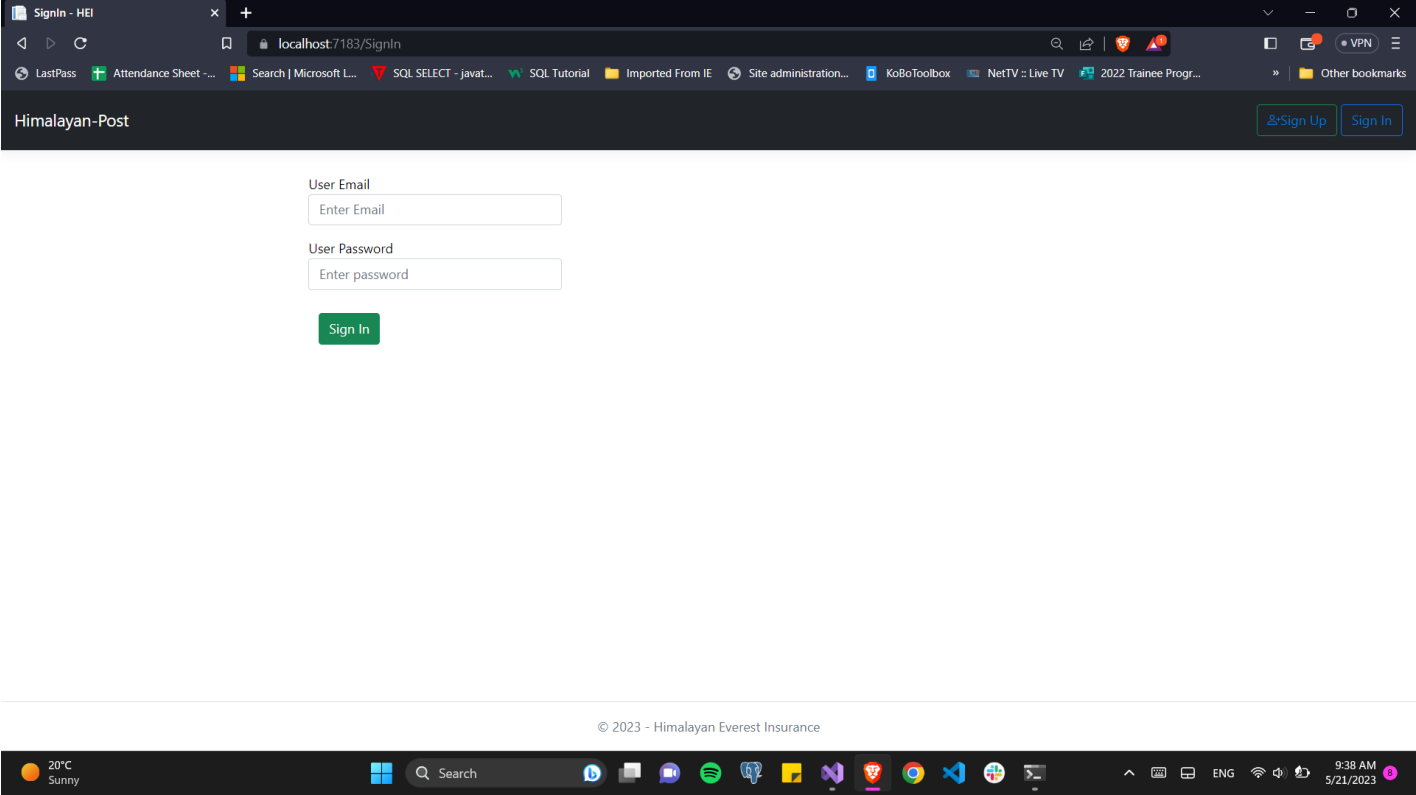 SignIn - HEI
localhost:7183/SignIn
1
VPN
LastPass Attendance Sheet -... Search | Microsoft L... SQL SELECT - javat... SQL Tutorial Imported From IE Site administration... KoBoToolbox NetTV :: Live TV 2022 Trainee Progr... » Other bookmarks
Himalayan-Post Sign Up Sign In
User Email
Enter Email
User Password
Enter password
Sign In
© 2023 - Himalayan Everest Insurance
20°C
Sunny
Search
ENG
9:38 AM
5/21/2023
8